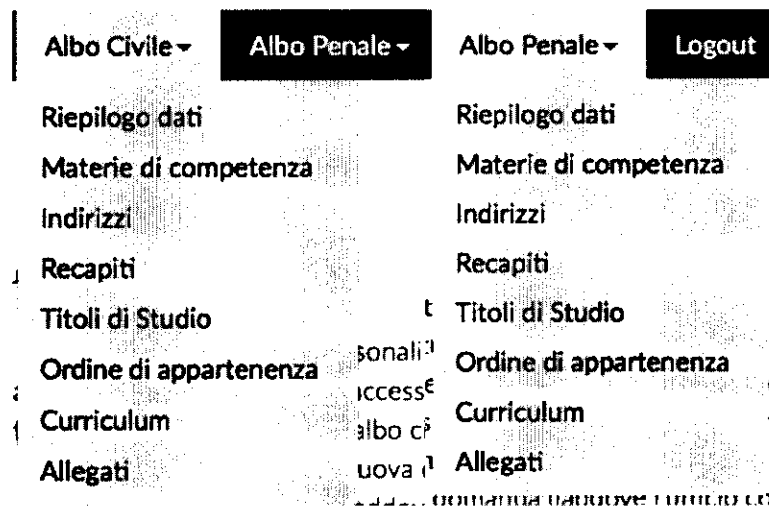 Albo Civile Albo Penale
Riepilogo dati
Materie di competenza
Indirizzi
Recapiti
Titoli di Studio
Ordine di appartenenza
Curriculum
Allegati
Albo Penale Logout
Riepilogo dati
Materie di competenza
Indirizzi
Recapiti
Titoli di Studio
Ordine di appartenenza
Curriculum
Allegati